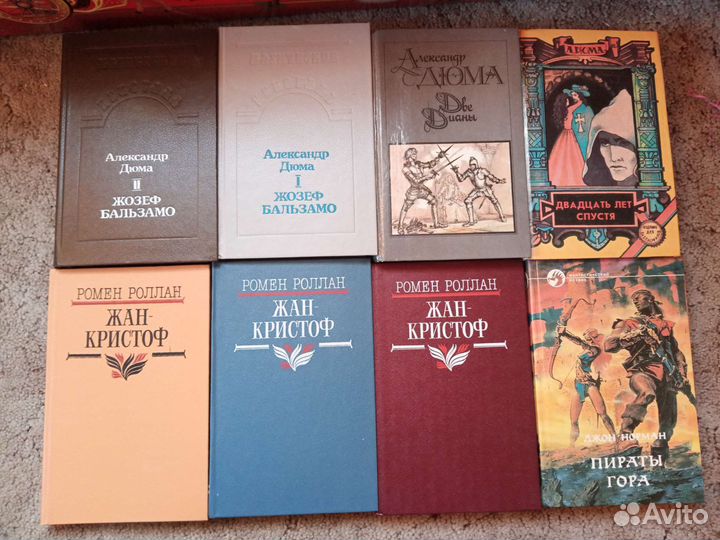 Александр
Дюма
II
ЖОЗЕФ
БАЛЬЗАМО
Александр
Дюма
I
ЖОЗЕФ
БАЛЬЗАМО
Александр
ДЮМА
Две
Дианы
А.ДЮМА
ДВАДЦАТЬ ЛЕТ
СПУСТЯ
РОМЕН РОЛЛАН
ЖАН-
КРИСТОФ
РОМЕН РОЛЛАН
ЖАН-
КРИСТОФ
РОМЕН РОЛЛАН
ЖАН-
КРИСТОФ
ДЖОН НОРМАН
ПИРАТЫ
ГОРА
Avito